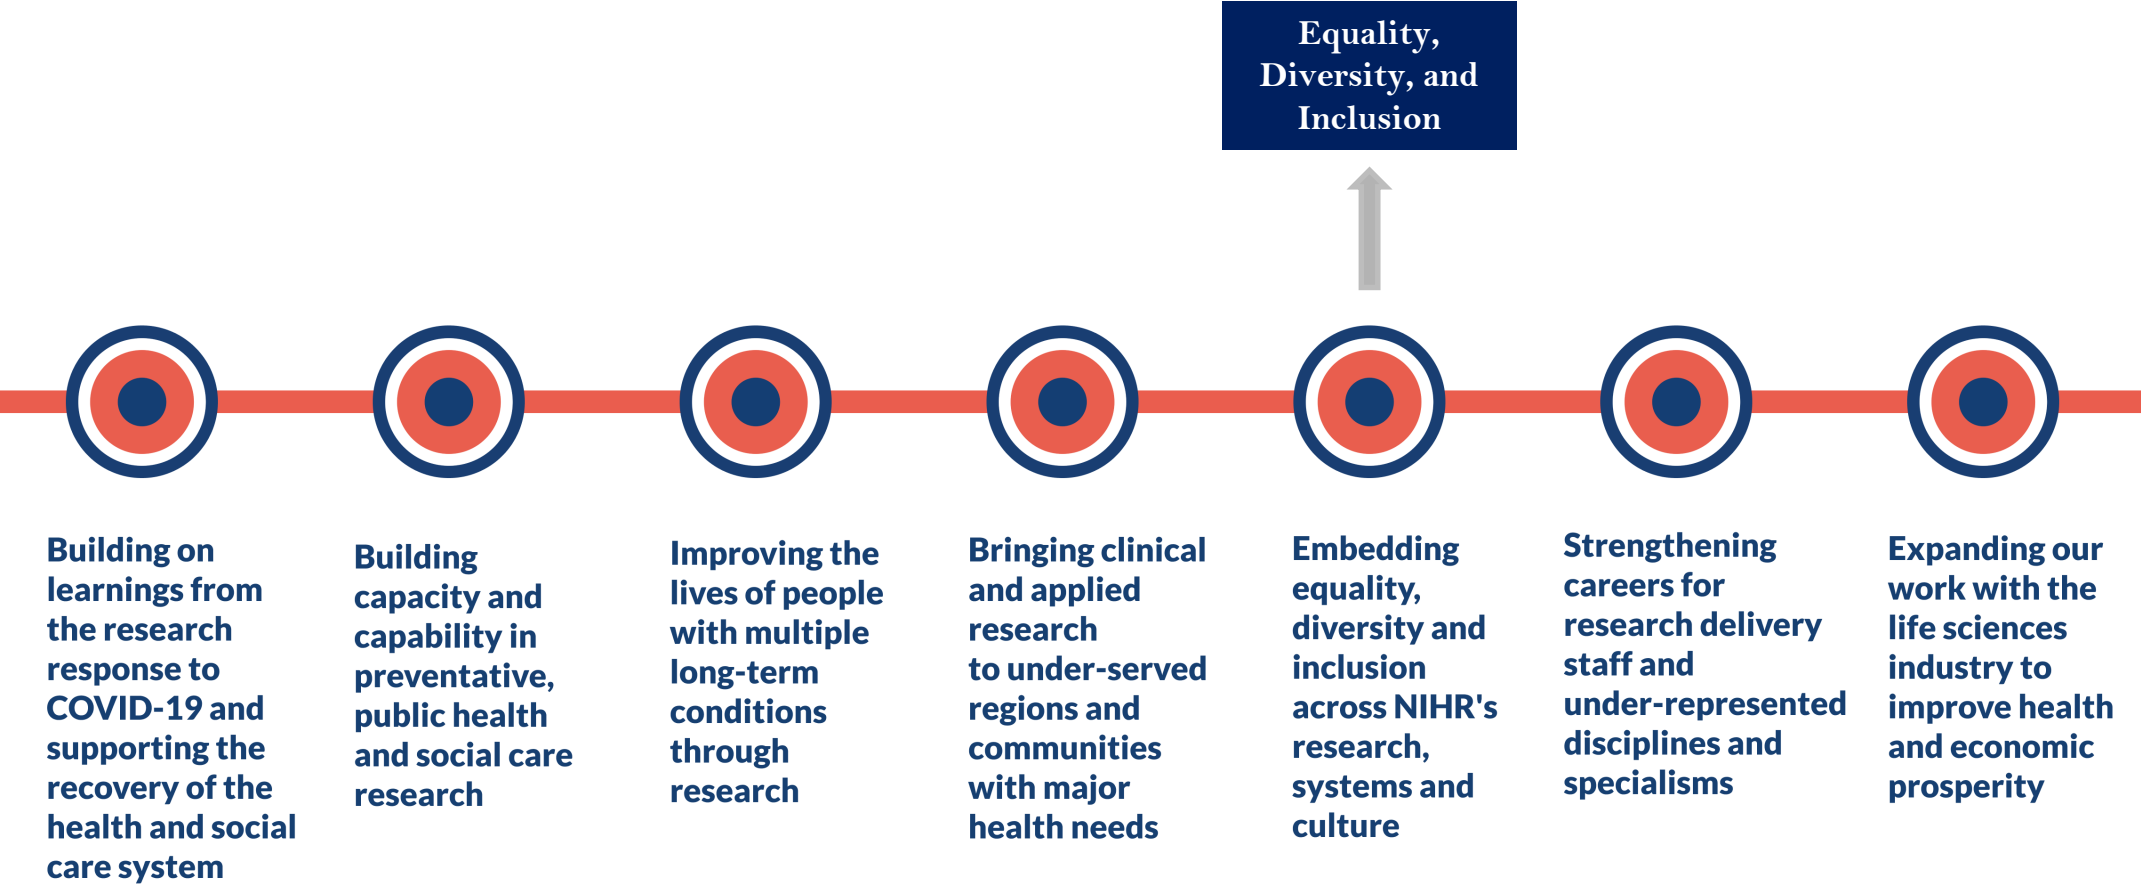 Equality,
Diversity, and
Inclusion
Building on
learnings from
the research
response to
COVID-19 and
supporting the
recovery of the
health and social
care system
Building
capacity and
capability in
preventative,
public health
and social care
research
Improving the
lives of people
with multiple
long-term
conditions
through
research
Bringing clinical
and applied
research
to under-served
regions and
communities
with major
health needs
Embedding
equality,
diversity and
inclusion
across NIHR's
research,
systems and
culture
Strengthening
careers for
research delivery
staff and
under-represented
disciplines and
specialisms
Expanding our
work with the
life sciences
industry to
improve health
and economic
prosperity